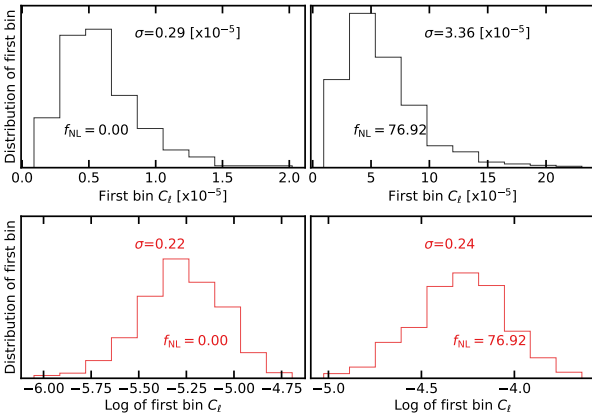 Distribution of first bin
σ=0.29 [x10⁻⁵]
f_NL = 0.00
0.0 0.5 1.0 1.5 2.0
First bin C_ℓ [x10⁻⁵]
σ=3.36 [x10⁻⁵]
f_NL = 76.92
5 10 15 20
First bin C_ℓ [x10⁻⁵]
Distribution of first bin
σ=0.22
f_NL = 0.00
−6.00 −5.75 −5.50 −5.25 −5.00 −4.75
Log of first bin C_ℓ
σ=0.24
f_NL = 76.92
−5.0 −4.5 −4.0
Log of first bin C_ℓ